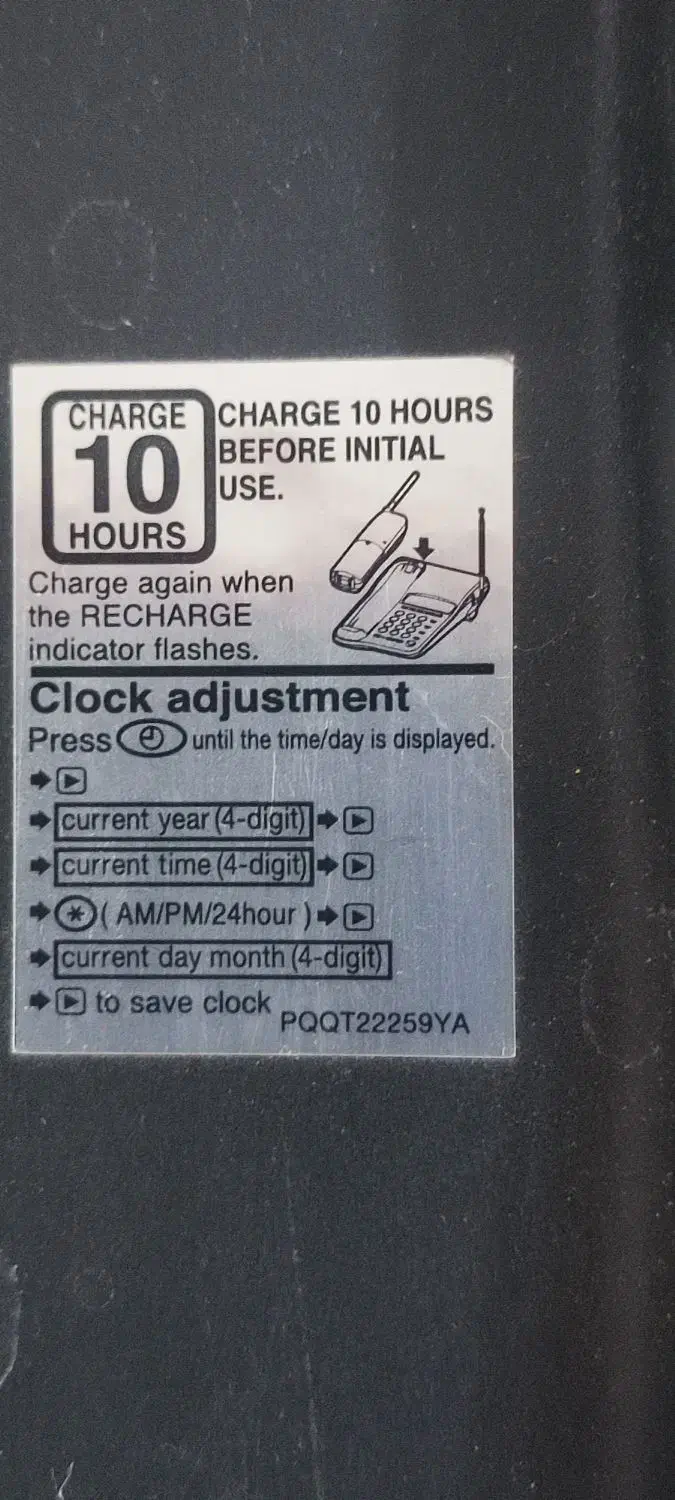 CHARGE
10
HOURS
CHARGE 10 HOURS
BEFORE INITIAL
USE.
Charge again when
the RECHARGE
indicator flashes.
Clock adjustment
Press until the time/day is displayed.
current year (4-digit)
current time (4-digit)
* ( AM/PM/24hour )
current day month (4-digit)
to save clock
PQQT22259YA